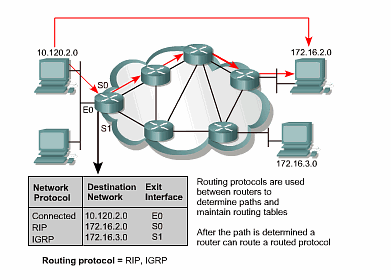 10.120.2.0
172.16.2.0
S0
E0
S1
172.16.3.0
Network Protocol
Destination Network
Exit Interface
Connected 10.120.2.0 E0
RIP 172.16.2.0 S0
IGRP 172.16.3.0 S1
Routing protocols are used
between routers to
determine paths and
maintain routing tables
After the path is determined a
router can route a routed protocol
Routing protocol = RIP, IGRP